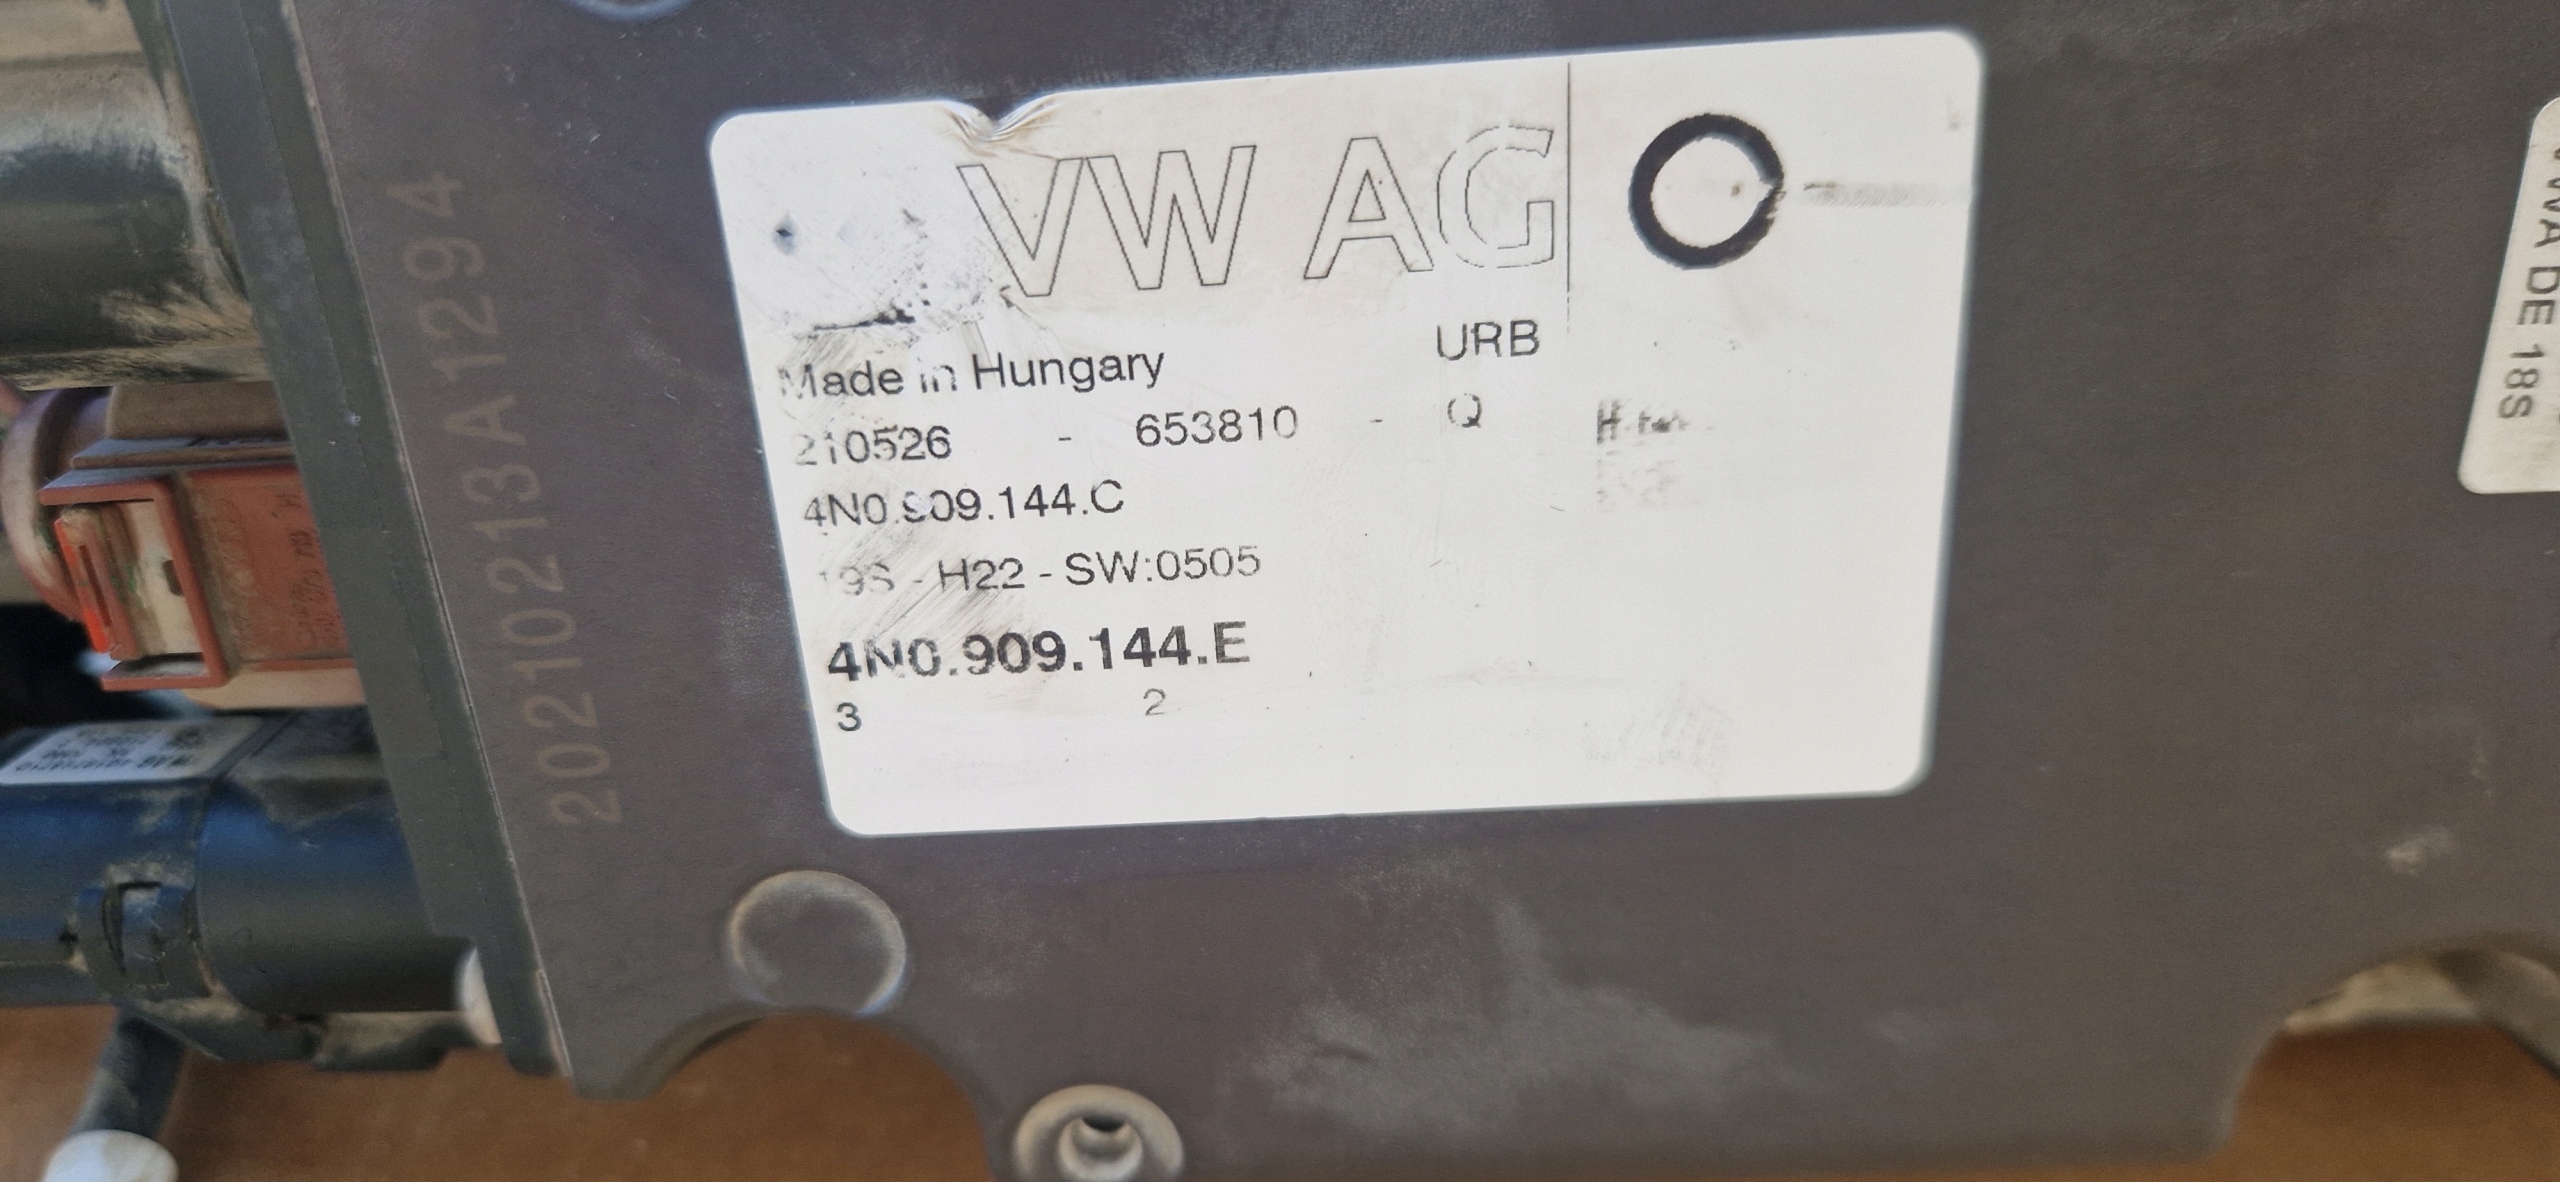 VW AG
URB
Made in Hungary
210526 - 653810 - Q
4N0.909.144.C
19S - H22 - SW:0505
4N0.909.144.E
3 2
20210213A1294
DE 18S